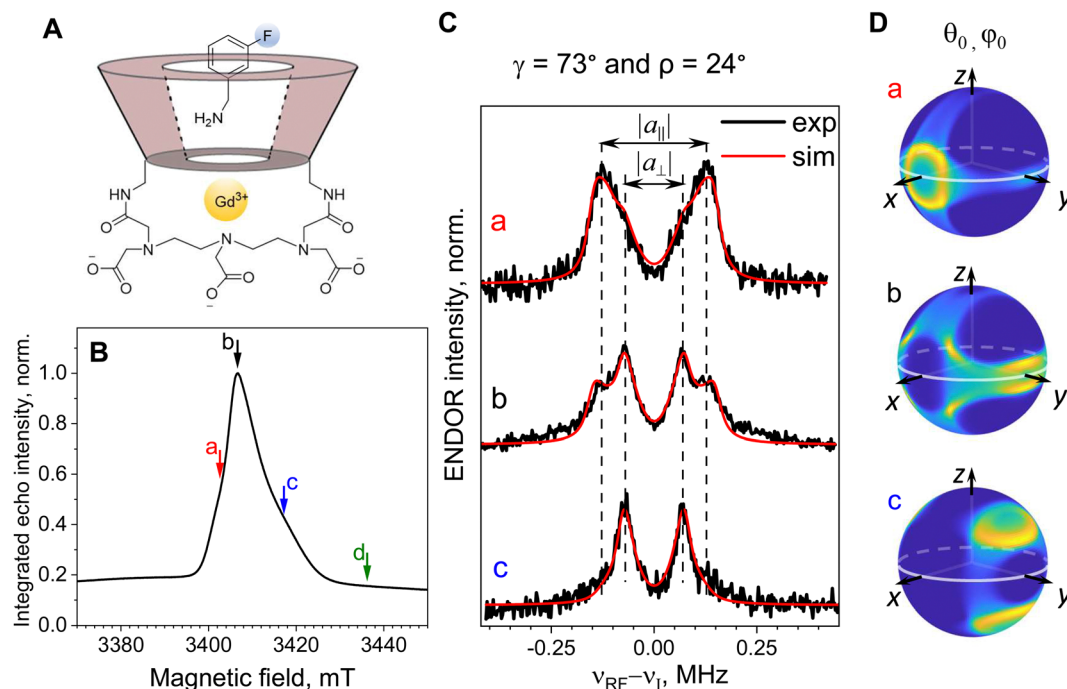 A
F
H₂N
NH
HN
O
O
Gd³⁺
N
N
N
⁻O
O
O
O⁻
O
O⁻
B
Integrated echo intensity, norm.
1.0
0.8
0.6
0.4
0.2
0.0
a
b
c
d
3380
3400
3420
3440
Magnetic field, mT
C
γ = 73° and ρ = 24°
|a∥|
|a⊥|
exp
sim
a
b
c
ENDOR intensity, norm.
-0.25
0.00
0.25
ν_RF−ν_I, MHz
D
θ₀, φ₀
a
z
x
y
b
z
x
y
c
z
x
y